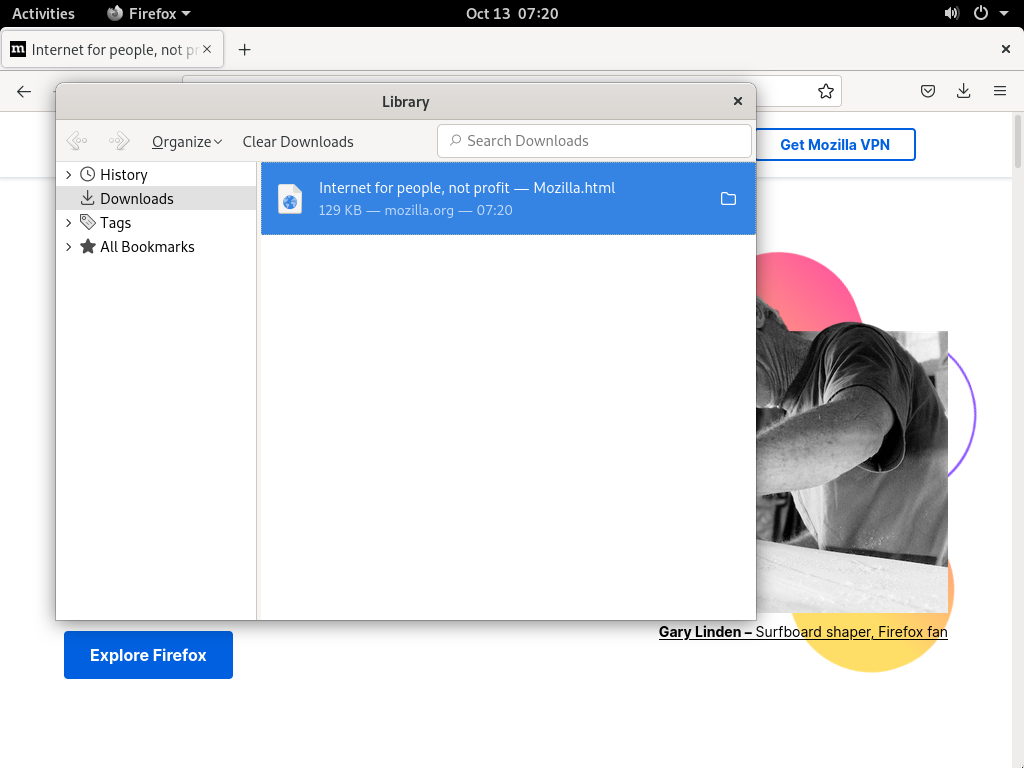 Activities Firefox Oct 13 07:20
m Internet for people, not pr
Library
Organize Clear Downloads Search Downloads
Get Mozilla VPN
History
Downloads
Tags
All Bookmarks
Internet for people, not profit — Mozilla.html
129 KB — mozilla.org — 07:20
Gary Linden – Surfboard shaper, Firefox fan
Explore Firefox